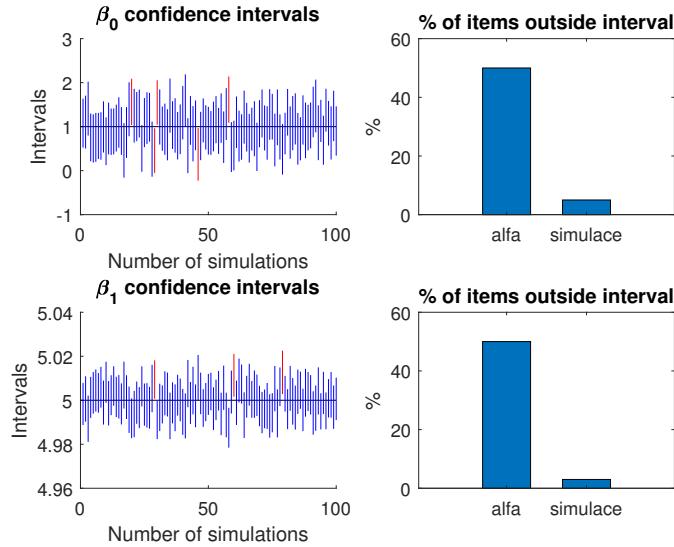 β0 confidence intervals
3
2
1
0
-1
Intervals
0 50 100
Number of simulations
% of items outside interval
60
40
20
0
%
alfa simulace
β1 confidence intervals
5.04
5.02
5
4.98
4.96
Intervals
0 50 100
Number of simulations
% of items outside interval
60
40
20
0
%
alfa simulace